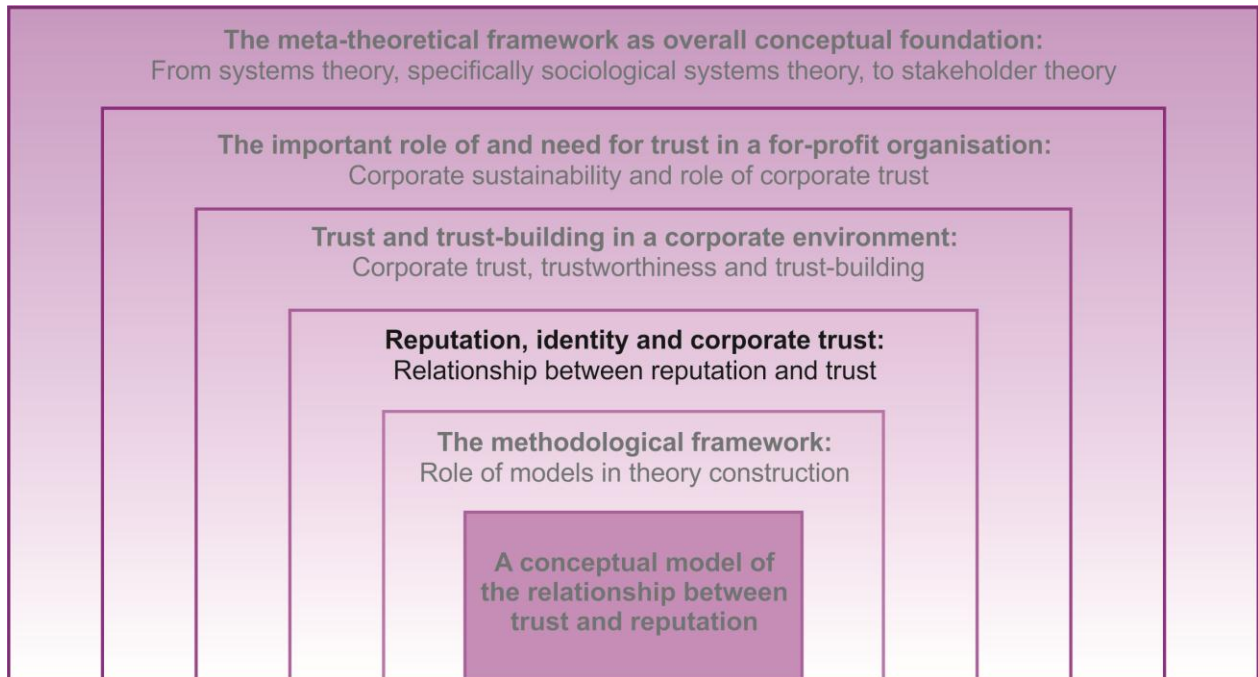 The meta-theoretical framework as overall conceptual foundation:
From systems theory, specifically sociological systems theory, to stakeholder theory
The important role of and need for trust in a for-profit organisation:
Corporate sustainability and role of corporate trust
Trust and trust-building in a corporate environment:
Corporate trust, trustworthiness and trust-building
Reputation, identity and corporate trust:
Relationship between reputation and trust
The methodological framework:
Role of models in theory construction
A conceptual model of
the relationship between
trust and reputation